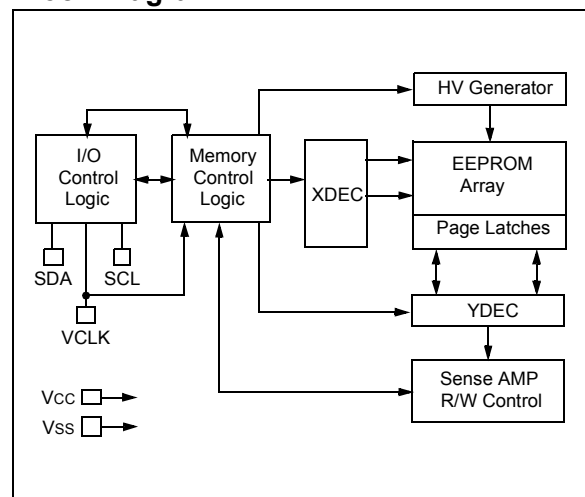 HV Generator
I/O
Control
Logic
Memory
Control
Logic
XDEC
EEPROM
Array
Page Latches
SDA
SCL
VCLK
YDEC
Sense AMP
R/W Control
VCC
VSS